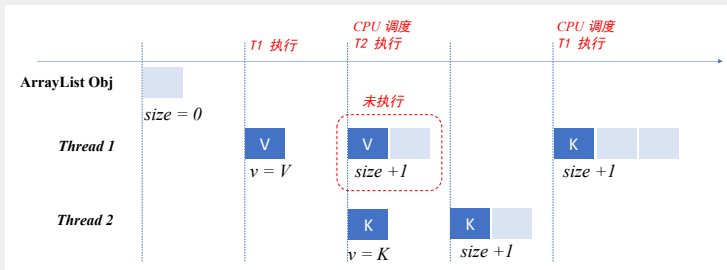 CPU 调度
T1 执行
T2 执行
CPU 调度
T1 执行
ArrayList Obj
size = 0
未执行
Thread 1
V
V
K
v = V
size +1
size +1
Thread 2
K
K
v = K
size +1